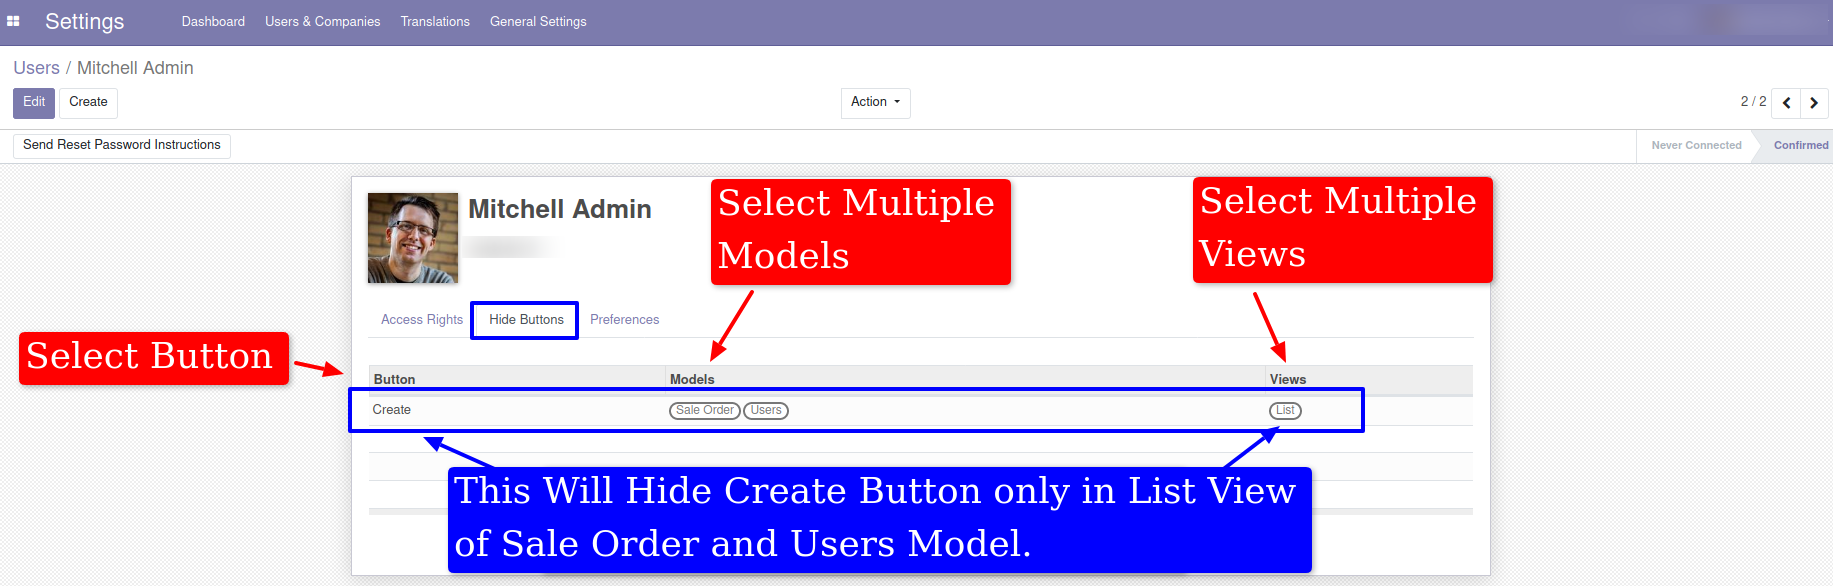 Settings
Dashboard Users & Companies Translations General Settings
Users / Mitchell Admin
Edit Create Action 2 / 2
Send Reset Password Instructions Never Connected Confirmed
Mitchell Admin
Select Multiple
Models
Select Multiple
Views
Access Rights Hide Buttons Preferences
Select Button
Button Models Views
Create Sale Order Users List
This Will Hide Create Button only in List View
of Sale Order and Users Model.